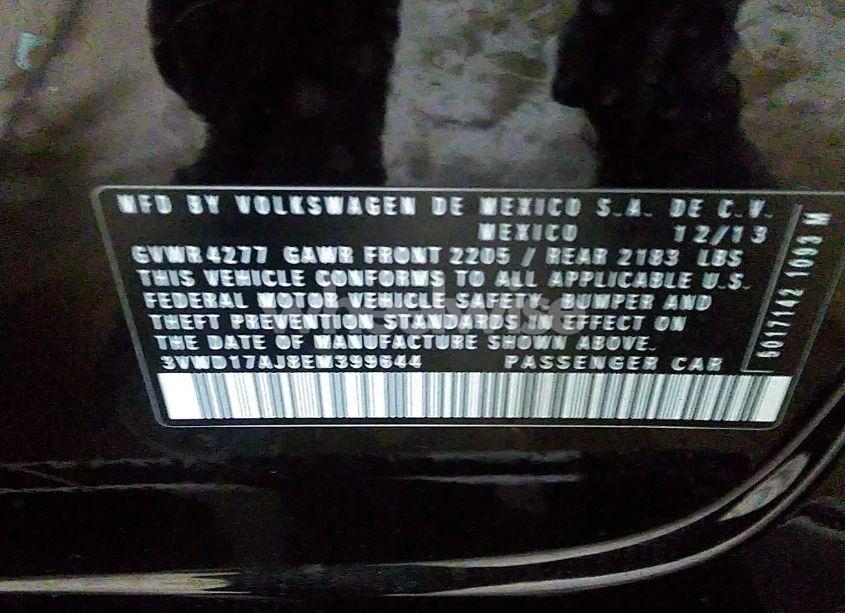 MFD BY VOLKSWAGEN DE MEXICO S.A. DE C.V.
MEXICO 12/13
GVWR 4277 GAWR FRONT 2205 / REAR 2183 LBS
THIS VEHICLE CONFORMS TO ALL APPLICABLE U.S.
FEDERAL MOTOR VEHICLE SAFETY, BUMPER AND
THEFT PREVENTION STANDARDS IN EFFECT ON
THE DATE OF MANUFACTURE SHOWN ABOVE.
3VWD17AJ8EM399644 PASSENGER CAR
5017142 1003 M